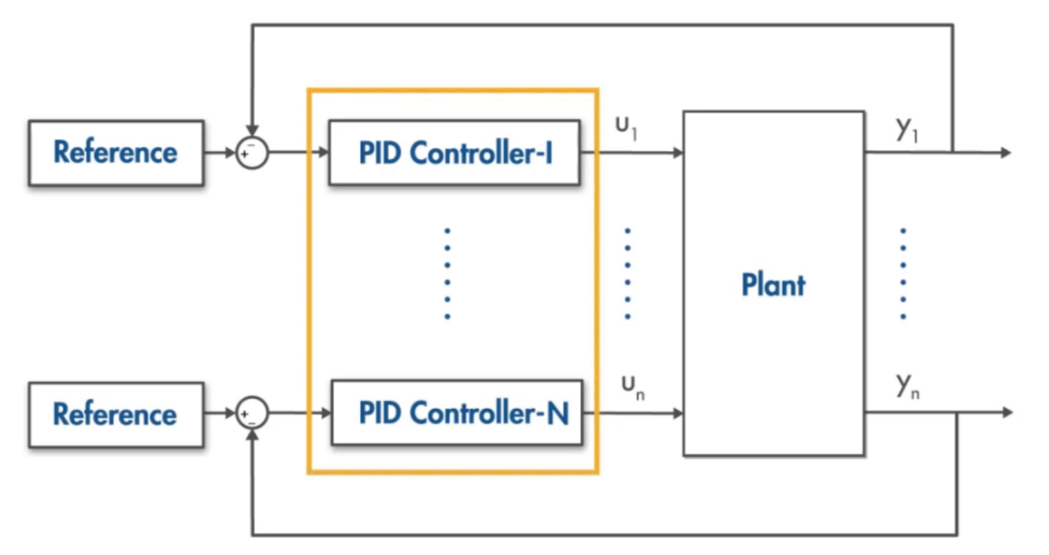 Reference
+
-
PID Controller-I
u1
y1
Plant
Reference
+
-
PID Controller-N
un
yn